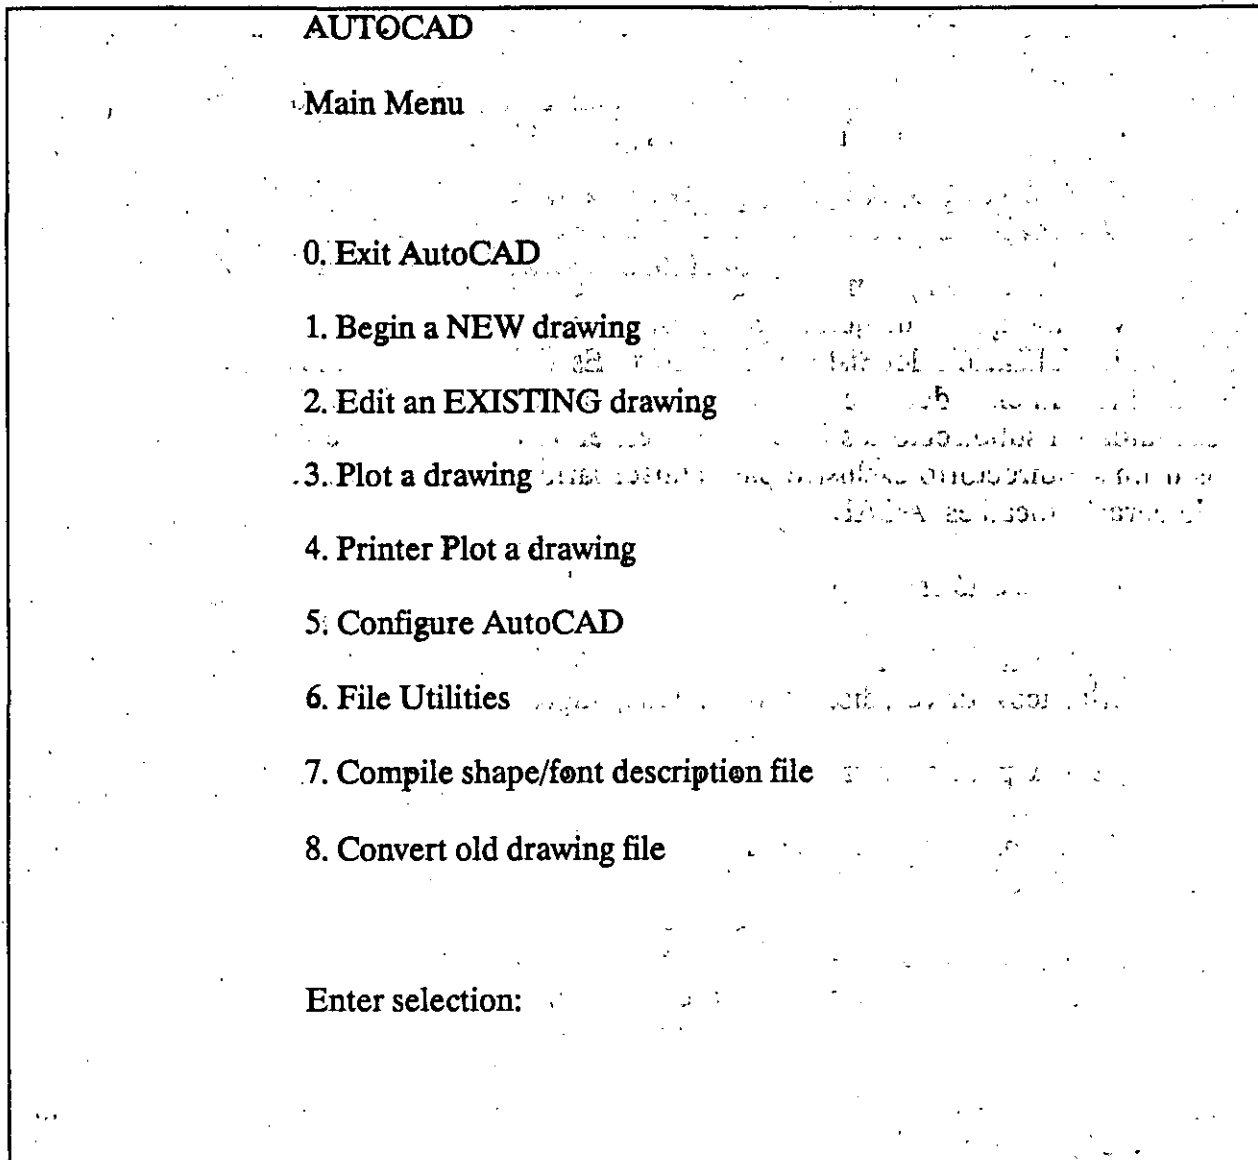 AUTOCAD
Main Menu
0. Exit AutoCAD
1. Begin a NEW drawing
2. Edit an EXISTING drawing
3. Plot a drawing
4. Printer Plot a drawing
5. Configure AutoCAD
6. File Utilities
7. Compile shape/font description file
8. Convert old drawing file
Enter selection: